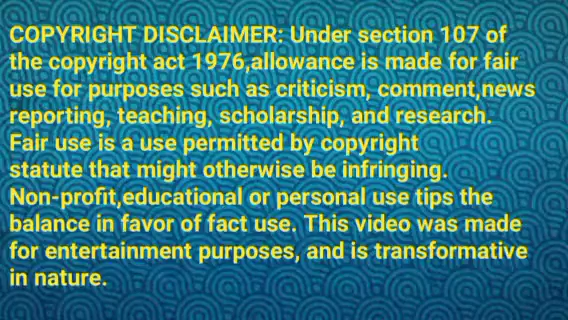 COPYRIGHT DISCLAIMER: Under section 107 of
the copyright act 1976,allowance is made for fair
use for purposes such as criticism, comment,news
reporting, teaching, scholarship, and research.
Fair use is a use permitted by copyright
statute that might otherwise be infringing.
Non-profit,educational or personal use tips the
balance in favor of fact use. This video was made
for entertainment purposes, and is transformative
in nature.